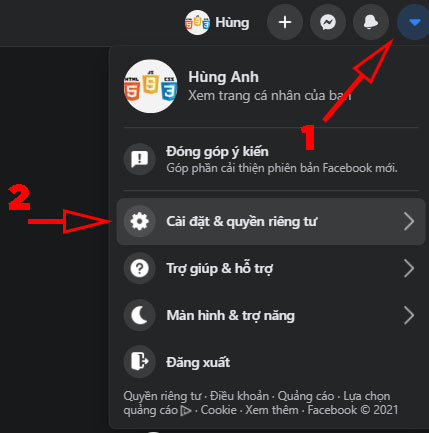 Hùng
1
HTML JS CSS
Hùng Anh
Xem trang cá nhân của bạn
Đóng góp ý kiến
Góp phần cải thiện phiên bản Facebook mới.
2
Cài đặt & quyền riêng tư
Trợ giúp & hỗ trợ
Màn hình & trợ năng
Đăng xuất
Quyền riêng tư · Điều khoản · Quảng cáo · Lựa chọn
quảng cáo · Cookie · Xem thêm · Facebook © 2021